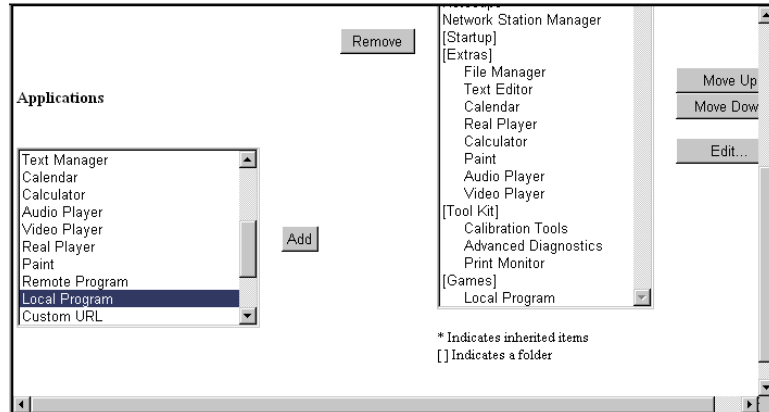 Network Station Manager
[Startup]
Remove
[Extras]
File Manager
Text Editor
Calendar
Real Player
Calculator
Paint
Audio Player
Video Player
[Tool Kit]
Calibration Tools
Advanced Diagnostics
Print Monitor
[Games]
Local Program
Move Up
Move Dow
Edit...
Applications
Text Manager
Calendar
Calculator
Audio Player
Video Player
Real Player
Paint
Remote Program
Local Program
Custom URL
Add
* Indicates inherited items
[ ] Indicates a folder